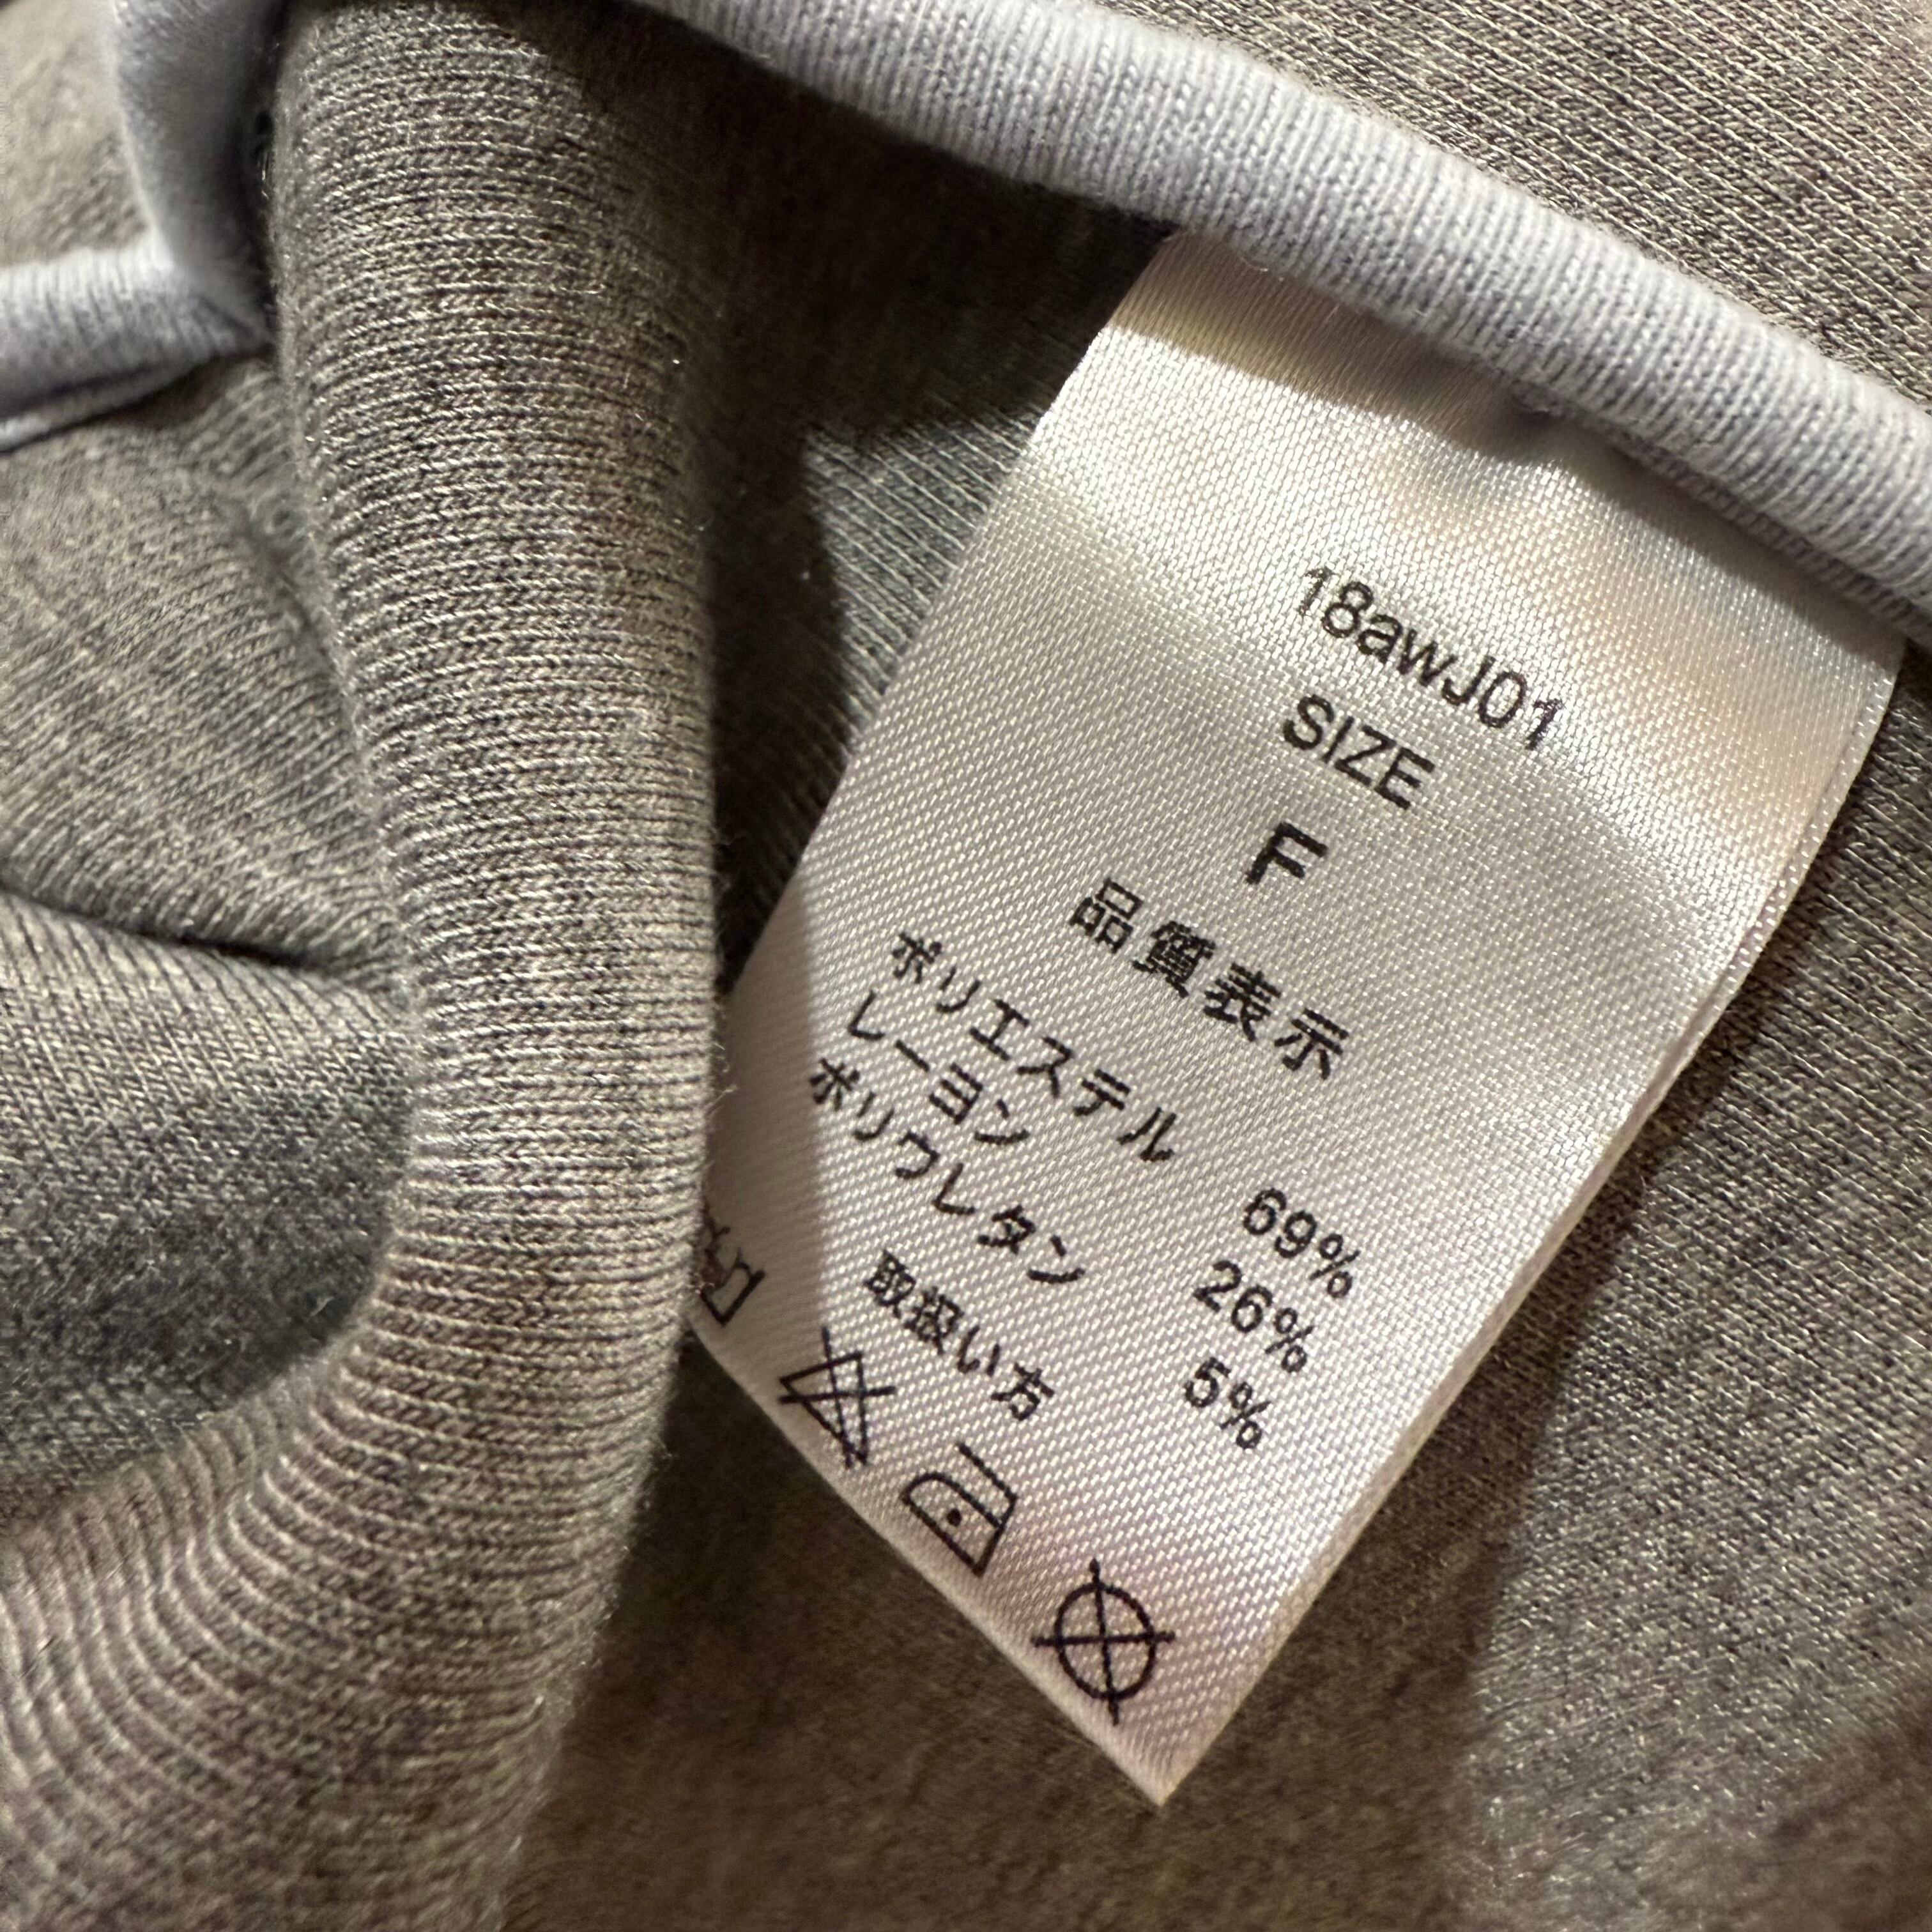 18awJ01
SIZE
F
品質表示
ポリエステル 69%
レーヨン 26%
ポリウレタン 5%
取扱い方